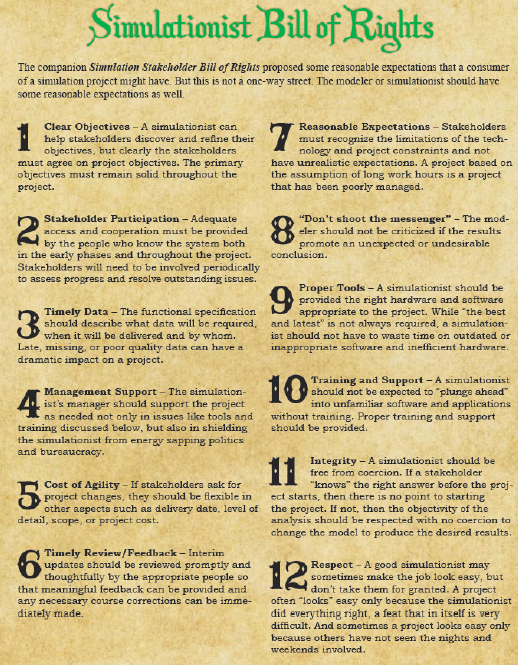 Simulationist Bill of Rights
The companion Simulation Stakeholder Bill of Rights proposed some reasonable expectations that a consumer
of a simulation project might have. But this is not a one-way street. The modeler or simulationist should have
some reasonable expectations as well.
1 Clear Objectives – A simulationist can
help stakeholders discover and refine their
objectives, but clearly the stakeholders
must agree on project objectives. The primary
objectives must remain solid throughout the
project.
2 Stakeholder Participation – Adequate
access and cooperation must be provided
by the people who know the system both
in the early phases and throughout the project.
Stakeholders will need to be involved periodically
to assess progress and resolve outstanding issues.
3 Timely Data – The functional specification
should describe what data will be required,
when it will be delivered and by whom.
Late, missing, or poor quality data can have a
dramatic impact on a project.
4 Management Support – The simulation-
ist's manager should support the project
as needed not only in issues like tools and
training discussed below, but also in shielding
the simulationist from energy sapping politics
and bureaucracy.
5 Cost of Agility – If stakeholders ask for
project changes, they should be flexible in
other aspects such as delivery date, level of
detail, scope, or project cost.
6 Timely Review/Feedback – Interim
updates should be reviewed promptly and
thoughtfully by the appropriate people so
that meaningful feedback can be provided and
any necessary course corrections can be imme-
diately made.
7 Reasonable Expectations – Stakeholders
must recognize the limitations of the tech-
nology and project constraints and not
have unrealistic expectations. A project based on
the assumption of long work hours is a project
that has been poorly managed.
8 "Don't shoot the messenger" – The mod-
eler should not be criticized if the results
promote an unexpected or undesirable
conclusion.
9 Proper Tools – A simulationist should be
provided the right hardware and software
appropriate to the project. While "the best
and latest" is not always required, a simulation-
ist should not have to waste time on outdated or
inappropriate software and inefficient hardware.
10 Training and Support – A simulationist
should not be expected to "plunge ahead"
into unfamiliar software and applications
without training. Proper training and support
should be provided.
11 Integrity – A simulationist should be
free from coercion. If a stakeholder
"knows" the right answer before the proj-
ect starts, then there is no point to starting
the project. If not, then the objectivity of the
analysis should be respected with no coercion to
change the model to produce the desired results.
12 Respect – A good simulationist may
sometimes make the job look easy, but
don't take them for granted. A project
often "looks" easy only because the simulationist
did everything right, a feat that in itself is very
difficult. And sometimes a project looks easy only
because others have not seen the nights and
weekends involved.